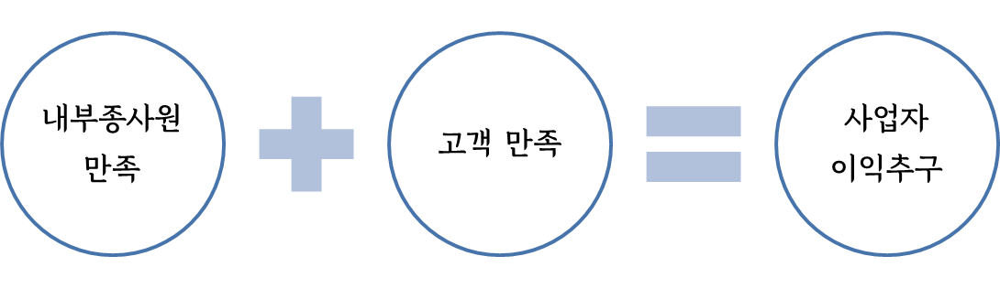 내부종사원
만족
고객 만족
사업자
이익추구